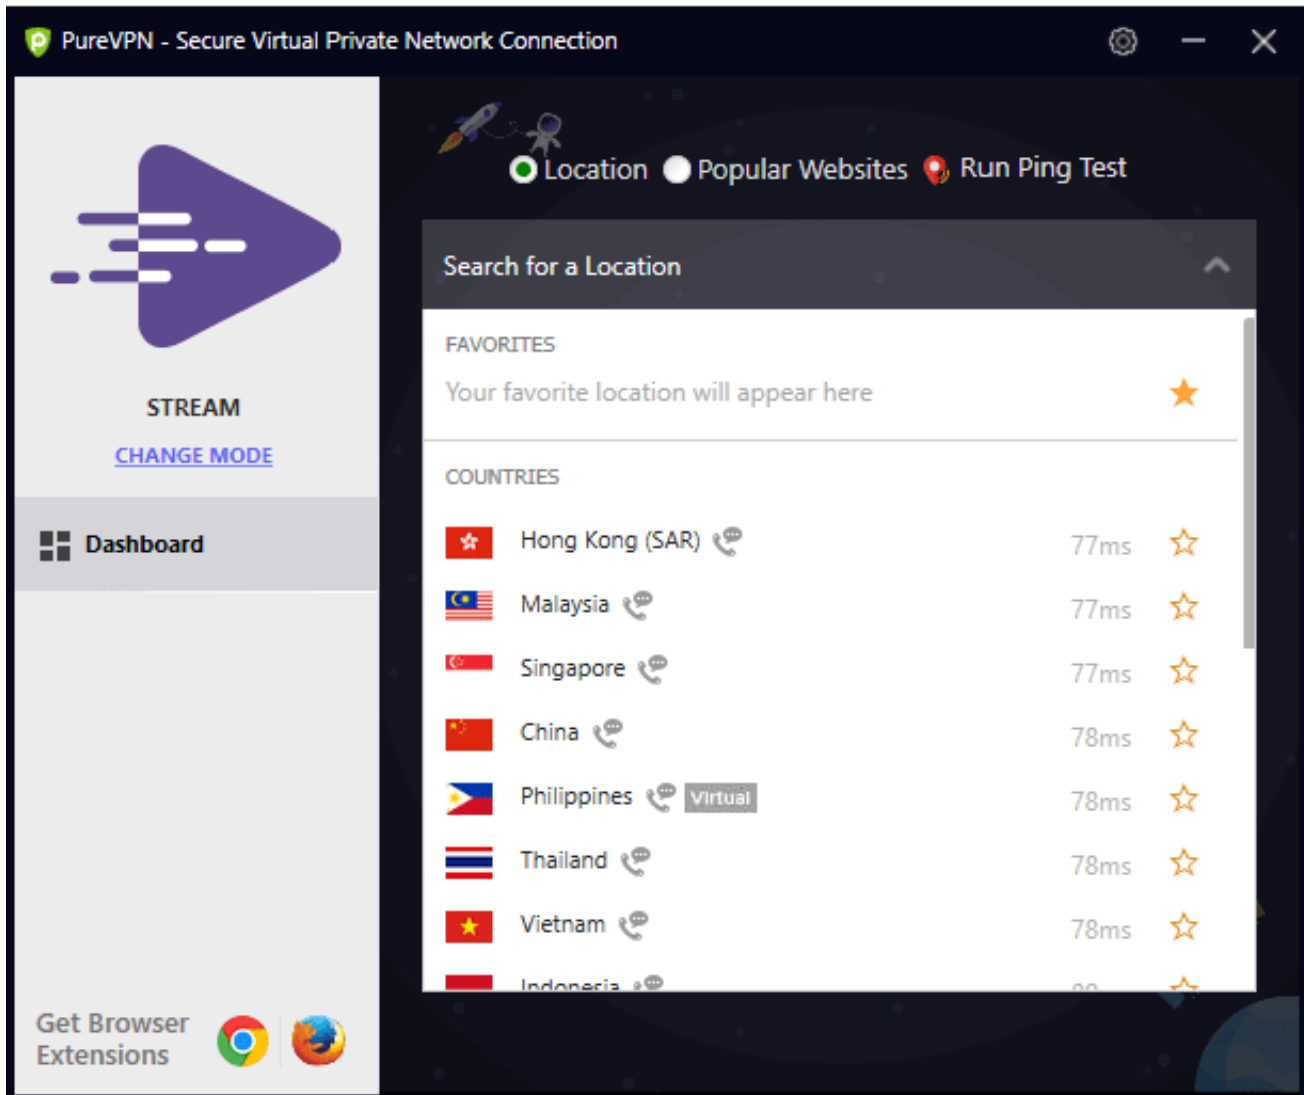 PureVPN - Secure Virtual Private Network Connection
Location Popular Websites Run Ping Test
Search for a Location
FAVORITES
Your favorite location will appear here
COUNTRIES
Hong Kong (SAR) 77ms
Malaysia 77ms
Singapore 77ms
China 78ms
Philippines Virtual 78ms
Thailand 78ms
Vietnam 78ms
Indonesia
STREAM
CHANGE MODE
Dashboard
Get Browser
Extensions